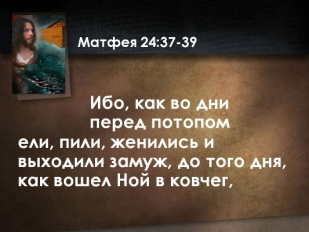 Матфея 24:37-39
Ибо, как во дни
перед потопом
ели, пили, женились и
выходили замуж, до того дня,
как вошел Ной в ковчег,